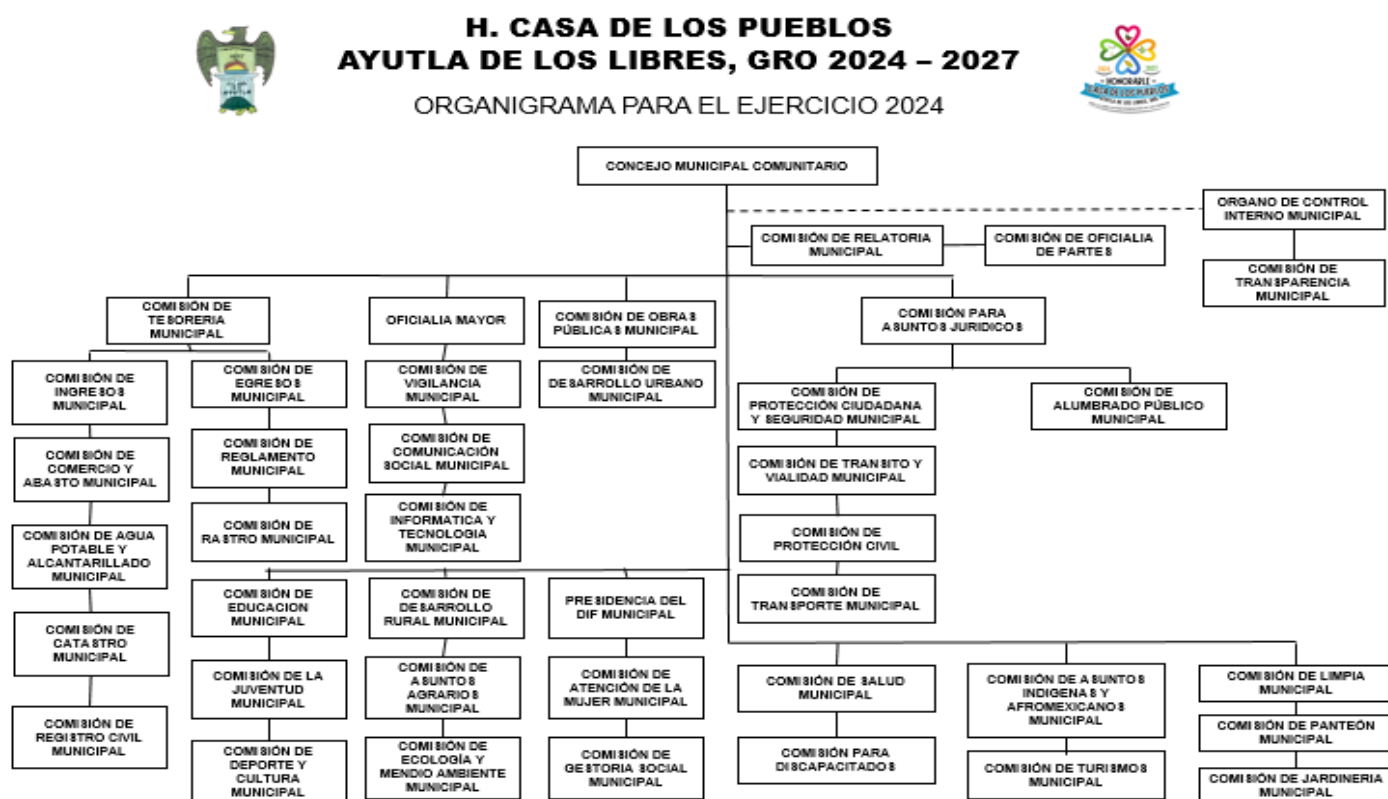 H. CASA DE LOS PUEBLOS
AYUTLA DE LOS LIBRES, GRO 2024 – 2027
ORGANIGRAMA PARA EL EJERCICIO 2024
HONORABLE
CASA DE LOS PUEBLOS
CONCEJO MUNICIPAL COMUNITARIO
ORGANO DE CONTROL
INTERNO MUNICIPAL
COMISIÓN DE RELATORIA
MUNICIPAL
COMISIÓN DE OFICIALIA
DE PARTES
COMISIÓN DE
TRANSPARENCIA
MUNICIPAL
COMISIÓN DE
TESORERIA
MUNICIPAL
OFICIALIA MAYOR
COMISIÓN DE OBRAS
PÚBLICAS MUNICIPAL
COMISIÓN PARA
ASUNTOS JURIDICOS
COMISIÓN DE
INGRESOS
MUNICIPAL
COMISIÓN DE
EGRESOS
MUNICIPAL
COMISIÓN DE
VIGILANCIA
MUNICIPAL
COMISIÓN DE
DESARROLLO URBANO
MUNICIPAL
COMISIÓN DE
PROTECCIÓN CIUDADANA
Y SEGURIDAD MUNICIPAL
COMISIÓN DE
ALUMBRADO PÚBLICO
MUNICIPAL
COMISIÓN DE
COMERCIO Y
ABASTO MUNICIPAL
COMISIÓN DE
REGLAMENTO
MUNICIPAL
COMISIÓN DE
COMUNICACIÓN
SOCIAL MUNICIPAL
COMISIÓN DE TRANSITO Y
VIALIDAD MUNICIPAL
COMISIÓN DE AGUA
POTABLE Y
ALCANTARILLADO
MUNICIPAL
COMISIÓN DE
RASTRO MUNICIPAL
COMISIÓN DE
INFORMATICA Y
TECNOLOGIA
MUNICIPAL
COMISIÓN DE
PROTECCIÓN CIVIL
COMISIÓN DE
TRANSPORTE MUNICIPAL
COMISIÓN DE
CATASTRO
MUNICIPAL
COMISIÓN DE
EDUCACION
MUNICIPAL
COMISIÓN DE
DESARROLLO
RURAL MUNICIPAL
PRESIDENCIA DEL
DIF MUNICIPAL
COMISIÓN DE
REGISTRO CIVIL
MUNICIPAL
COMISIÓN DE LA
JUVENTUD
MUNICIPAL
COMISIÓN DE
ASUNTOS
AGRARIOS
MUNICIPAL
COMISIÓN DE
ATENCIÓN DE LA
MUJER MUNICIPAL
COMISIÓN DE SALUD
MUNICIPAL
COMISIÓN DE ASUNTOS
INDIGENAS Y
AFROMEXICANOS
MUNICIPAL
COMISIÓN DE LIMPIA
MUNICIPAL
COMISIÓN DE PANTEÓN
MUNICIPAL
COMISIÓN DE
DEPORTE Y
CULTURA
MUNICIPAL
COMISIÓN DE
ECOLOGÍA Y
MENDIO AMBIENTE
MUNICIPAL
COMISIÓN DE
GESTORIA SOCIAL
MUNICIPAL
COMISIÓN PARA
DISCAPACITADOS
COMISIÓN DE TURISMOS
MUNICIPAL
COMISIÓN DE JARDINERIA
MUNICIPAL